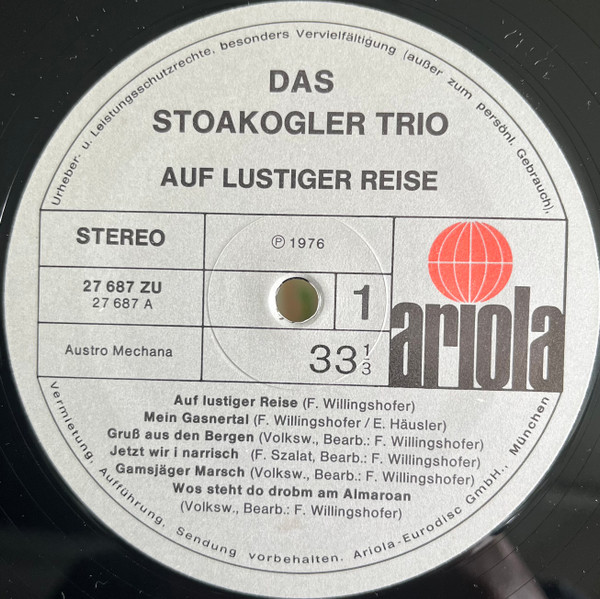 Urheber- u. Leistungsschutzrechte, besonders Vervielfältigung (außer zum persönl. Gebrauch),
DAS
STOAKOGLER TRIO
AUF LUSTIGER REISE
STEREO
℗ 1976
27 687 ZU
27 687 A
1
ariola
Austro Mechana
33 1/3
Auf lustiger Reise (F. Willingshofer)
Mein Gasnertal (F. Willingshofer / E. Häusler)
Gruß aus den Bergen (Volksw., Bearb.: F. Willingshofer)
Jetzt wir i narrisch (F. Szalat, Bearb.: F. Willingshofer)
Gamsjäger Marsch (Volksw., Bearb.: F. Willingshofer)
Wos steht do drobm am Almaroan
(Volksw., Bearb.: F. Willingshofer)
Vermietung, Aufführung, Sendung vorbehalten. Ariola-Eurodisc GmbH., München